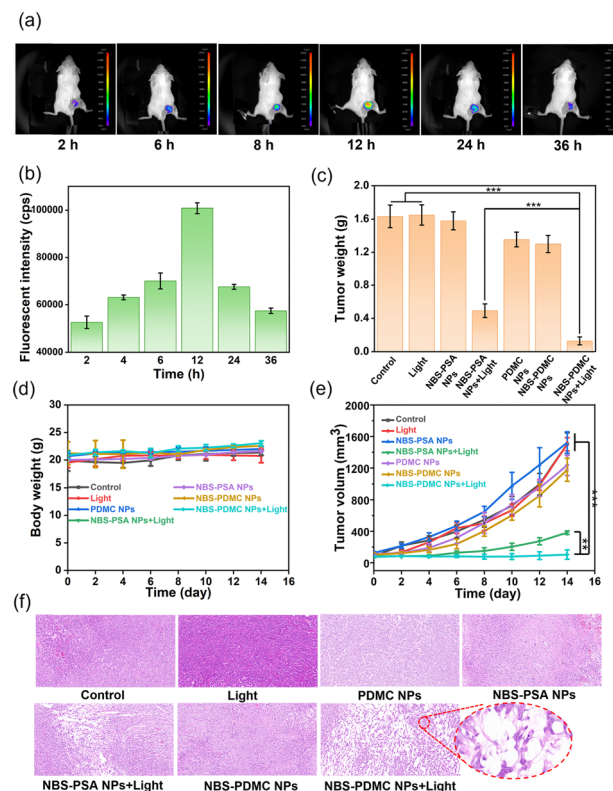 (a)
2 h 6 h 8 h 12 h 24 h 36 h
(b)
Fluorescent intensity (cps)
100000
80000
60000
40000
2 4 6 12 24 36
Time (h)
(c)
Tumor weight (g)
2.0
1.6
1.2
0.8
0.4
0.0
***
***
Control
Light
NBS-PSA
NPs
NBS-PSA
NPs+Light
PDMC
NPs
NBS-PDMC
NPs
NBS-PDMC
NPs+Light
(d)
Body weight (g)
30
25
20
15
10
5
0
0 2 4 6 8 10 12 14 16
Time (day)
Control
Light
PDMC NPs
NBS-PSA NPs+Light
NBS-PSA NPs
NBS-PDMC NPs
NBS-PDMC NPs+Light
(e)
Tumor volume (mm³)
2000
1600
1200
800
400
0
0 2 4 6 8 10 12 14 16
Time (day)
Control
Light
NBS-PSA NPs
NBS-PSA NPs+Light
PDMC NPs
NBS-PDMC NPs
NBS-PDMC NPs+Light
**
***
(f)
Control Light PDMC NPs NBS-PSA NPs
NBS-PSA NPs+Light NBS-PDMC NPs NBS-PDMC NPs+Light